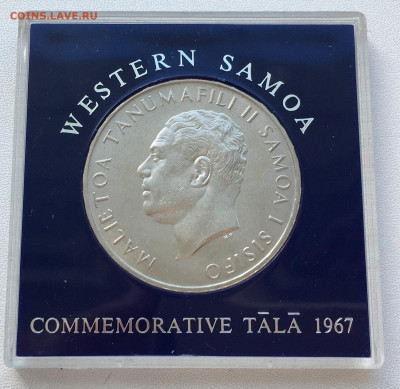 COINS.LAVE.RU
WESTERN SAMOA
MALIETOA TANUMAFILI II SAMOA I SISIFO
COMMEMORATIVE TĀLĀ 1967